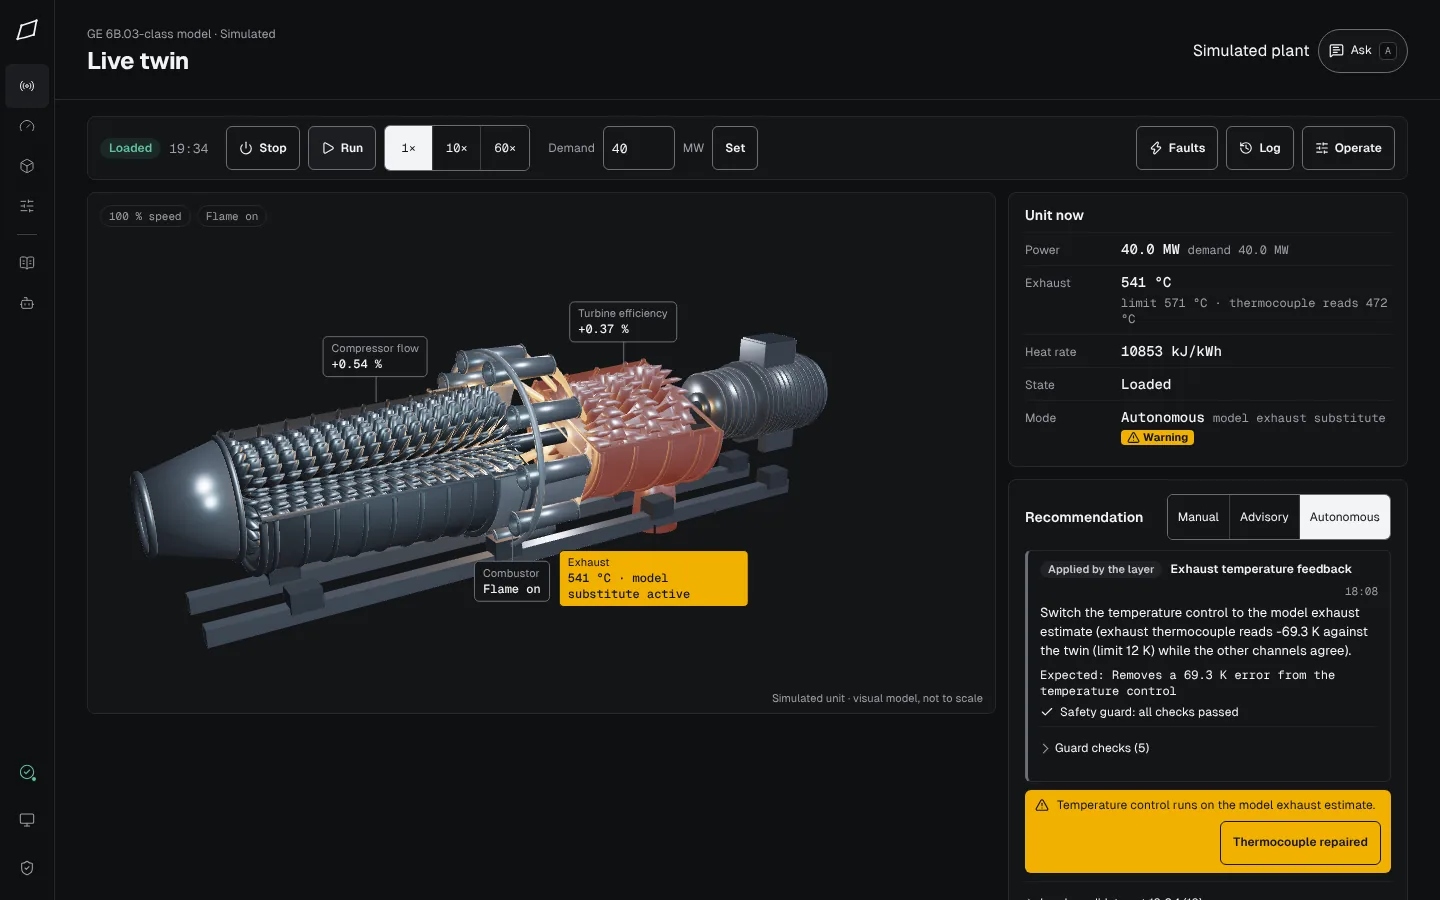 GE 6B.03-class model · Simulated
Live twin
Simulated plant
Ask A
Loaded 19:34 Stop Run 1× 10× 60× Demand 40 MW Set Faults Log Operate
100 % speed Flame on
Turbine efficiency
+0.37 %
Compressor flow
+0.54 %
Combustor
Flame on
Exhaust
541 °C · model
substitute active
Simulated unit · visual model, not to scale
Unit now
Power 40.0 MW demand 40.0 MW
Exhaust 541 °C
limit 571 °C · thermocouple reads 472
°C
Heat rate 10853 kJ/kWh
State Loaded
Mode Autonomous model exhaust substitute
Warning
Recommendation Manual Advisory Autonomous
Applied by the layer Exhaust temperature feedback
18:08
Switch the temperature control to the model exhaust
estimate (exhaust thermocouple reads -69.3 K against
the twin (limit 12 K) while the other channels agree).
Expected: Removes a 69.3 K error from the
temperature control
Safety guard: all checks passed
Guard checks (5)
Temperature control runs on the model exhaust estimate.
Thermocouple repaired